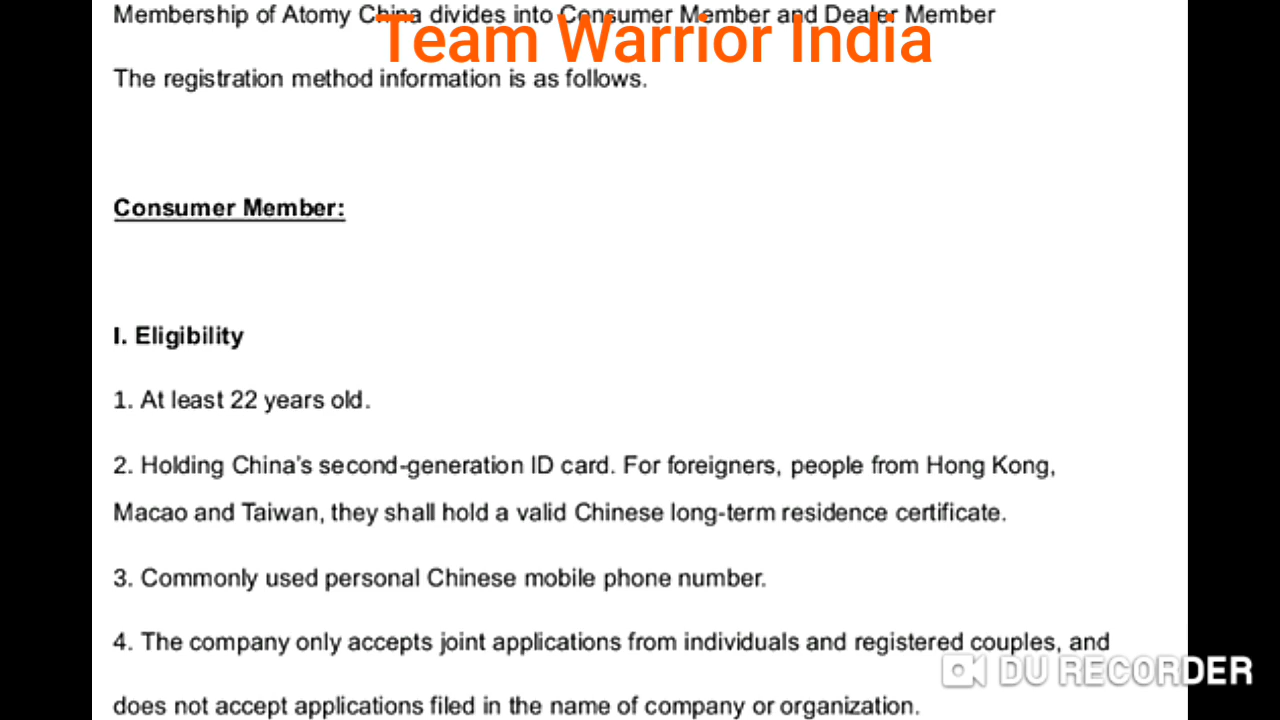 Membership of Atomy China divides into Consumer Member and Dealer Member
Team Warrior India
The registration method information is as follows.
Consumer Member:
I. Eligibility
1. At least 22 years old.
2. Holding China's second-generation ID card. For foreigners, people from Hong Kong,
Macao and Taiwan, they shall hold a valid Chinese long-term residence certificate.
3. Commonly used personal Chinese mobile phone number.
4. The company only accepts joint applications from individuals and registered couples, and
DU RECORDER
does not accept applications filed in the name of company or organization.